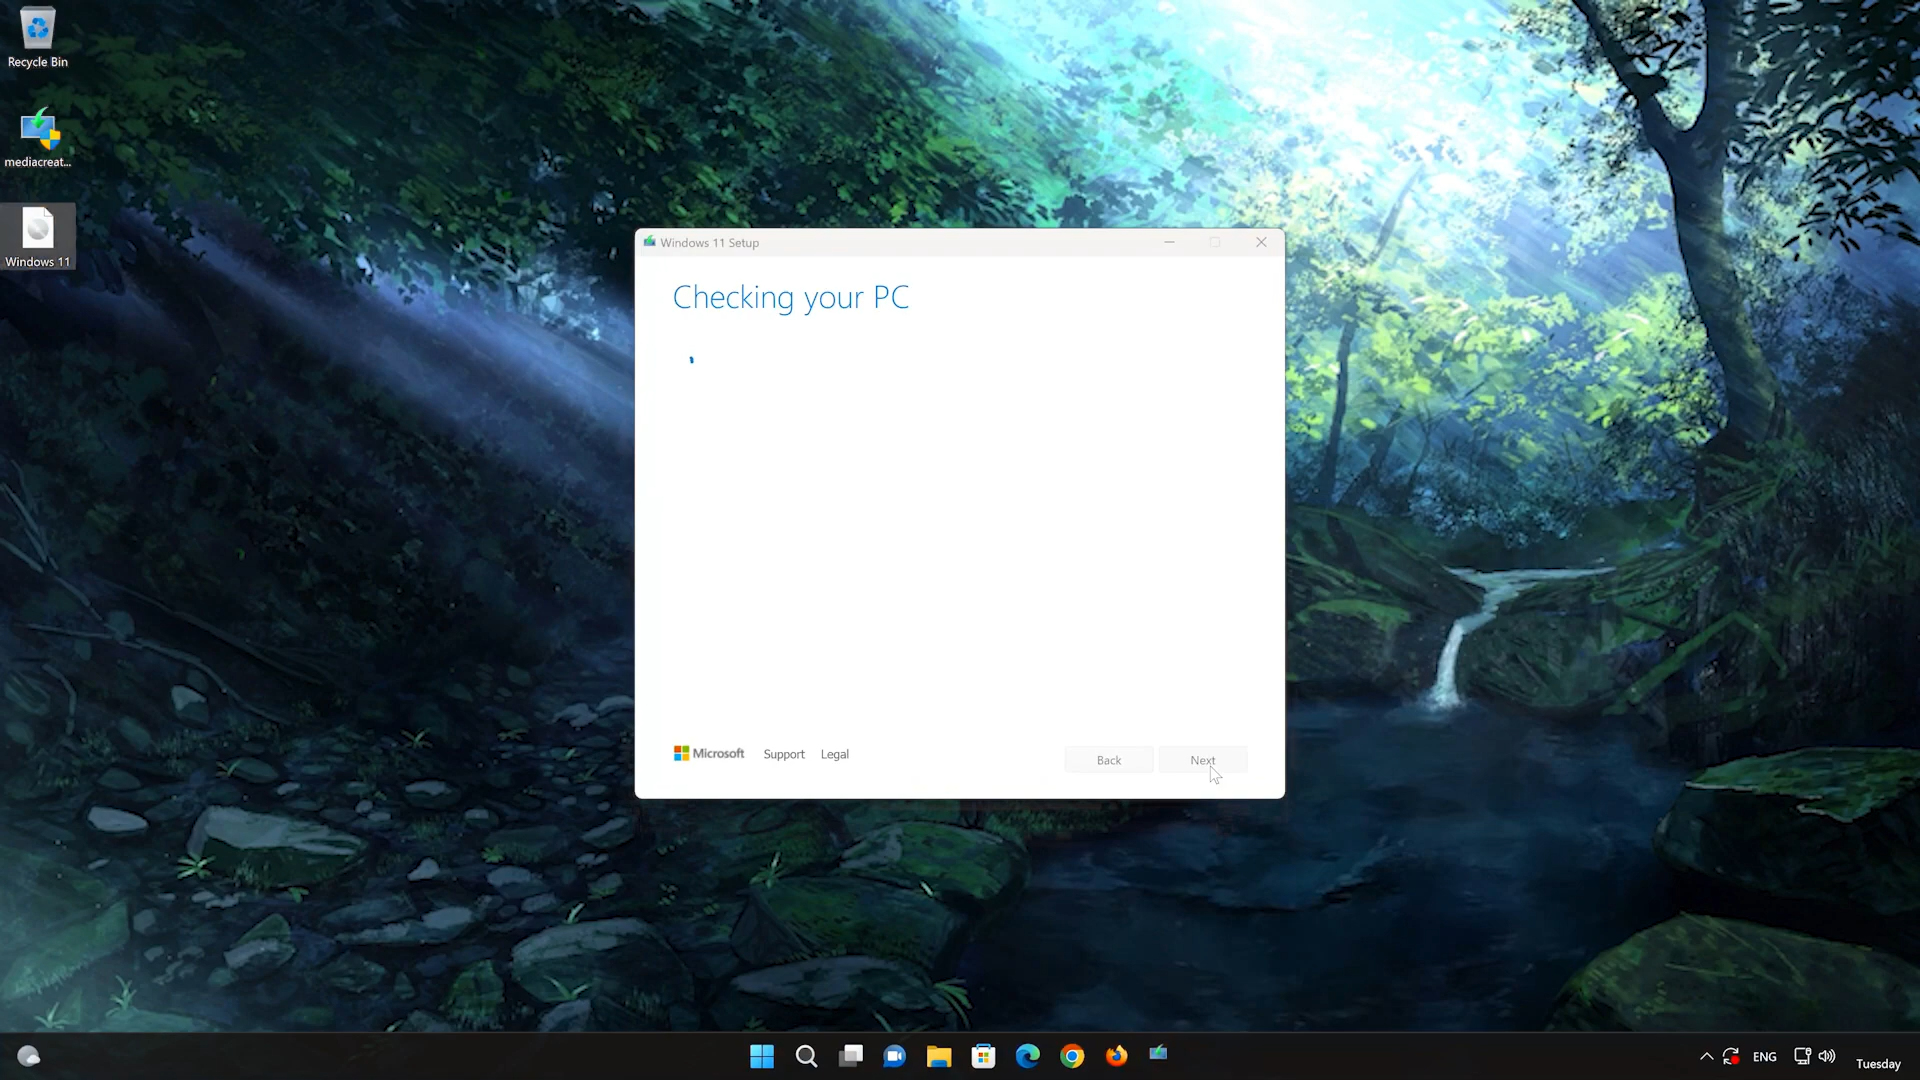 Recycle Bin
mediacreat...
Windows 11
Windows 11 Setup
Checking your PC
Microsoft
Support
Legal
Back
Next
ENG
Tuesday